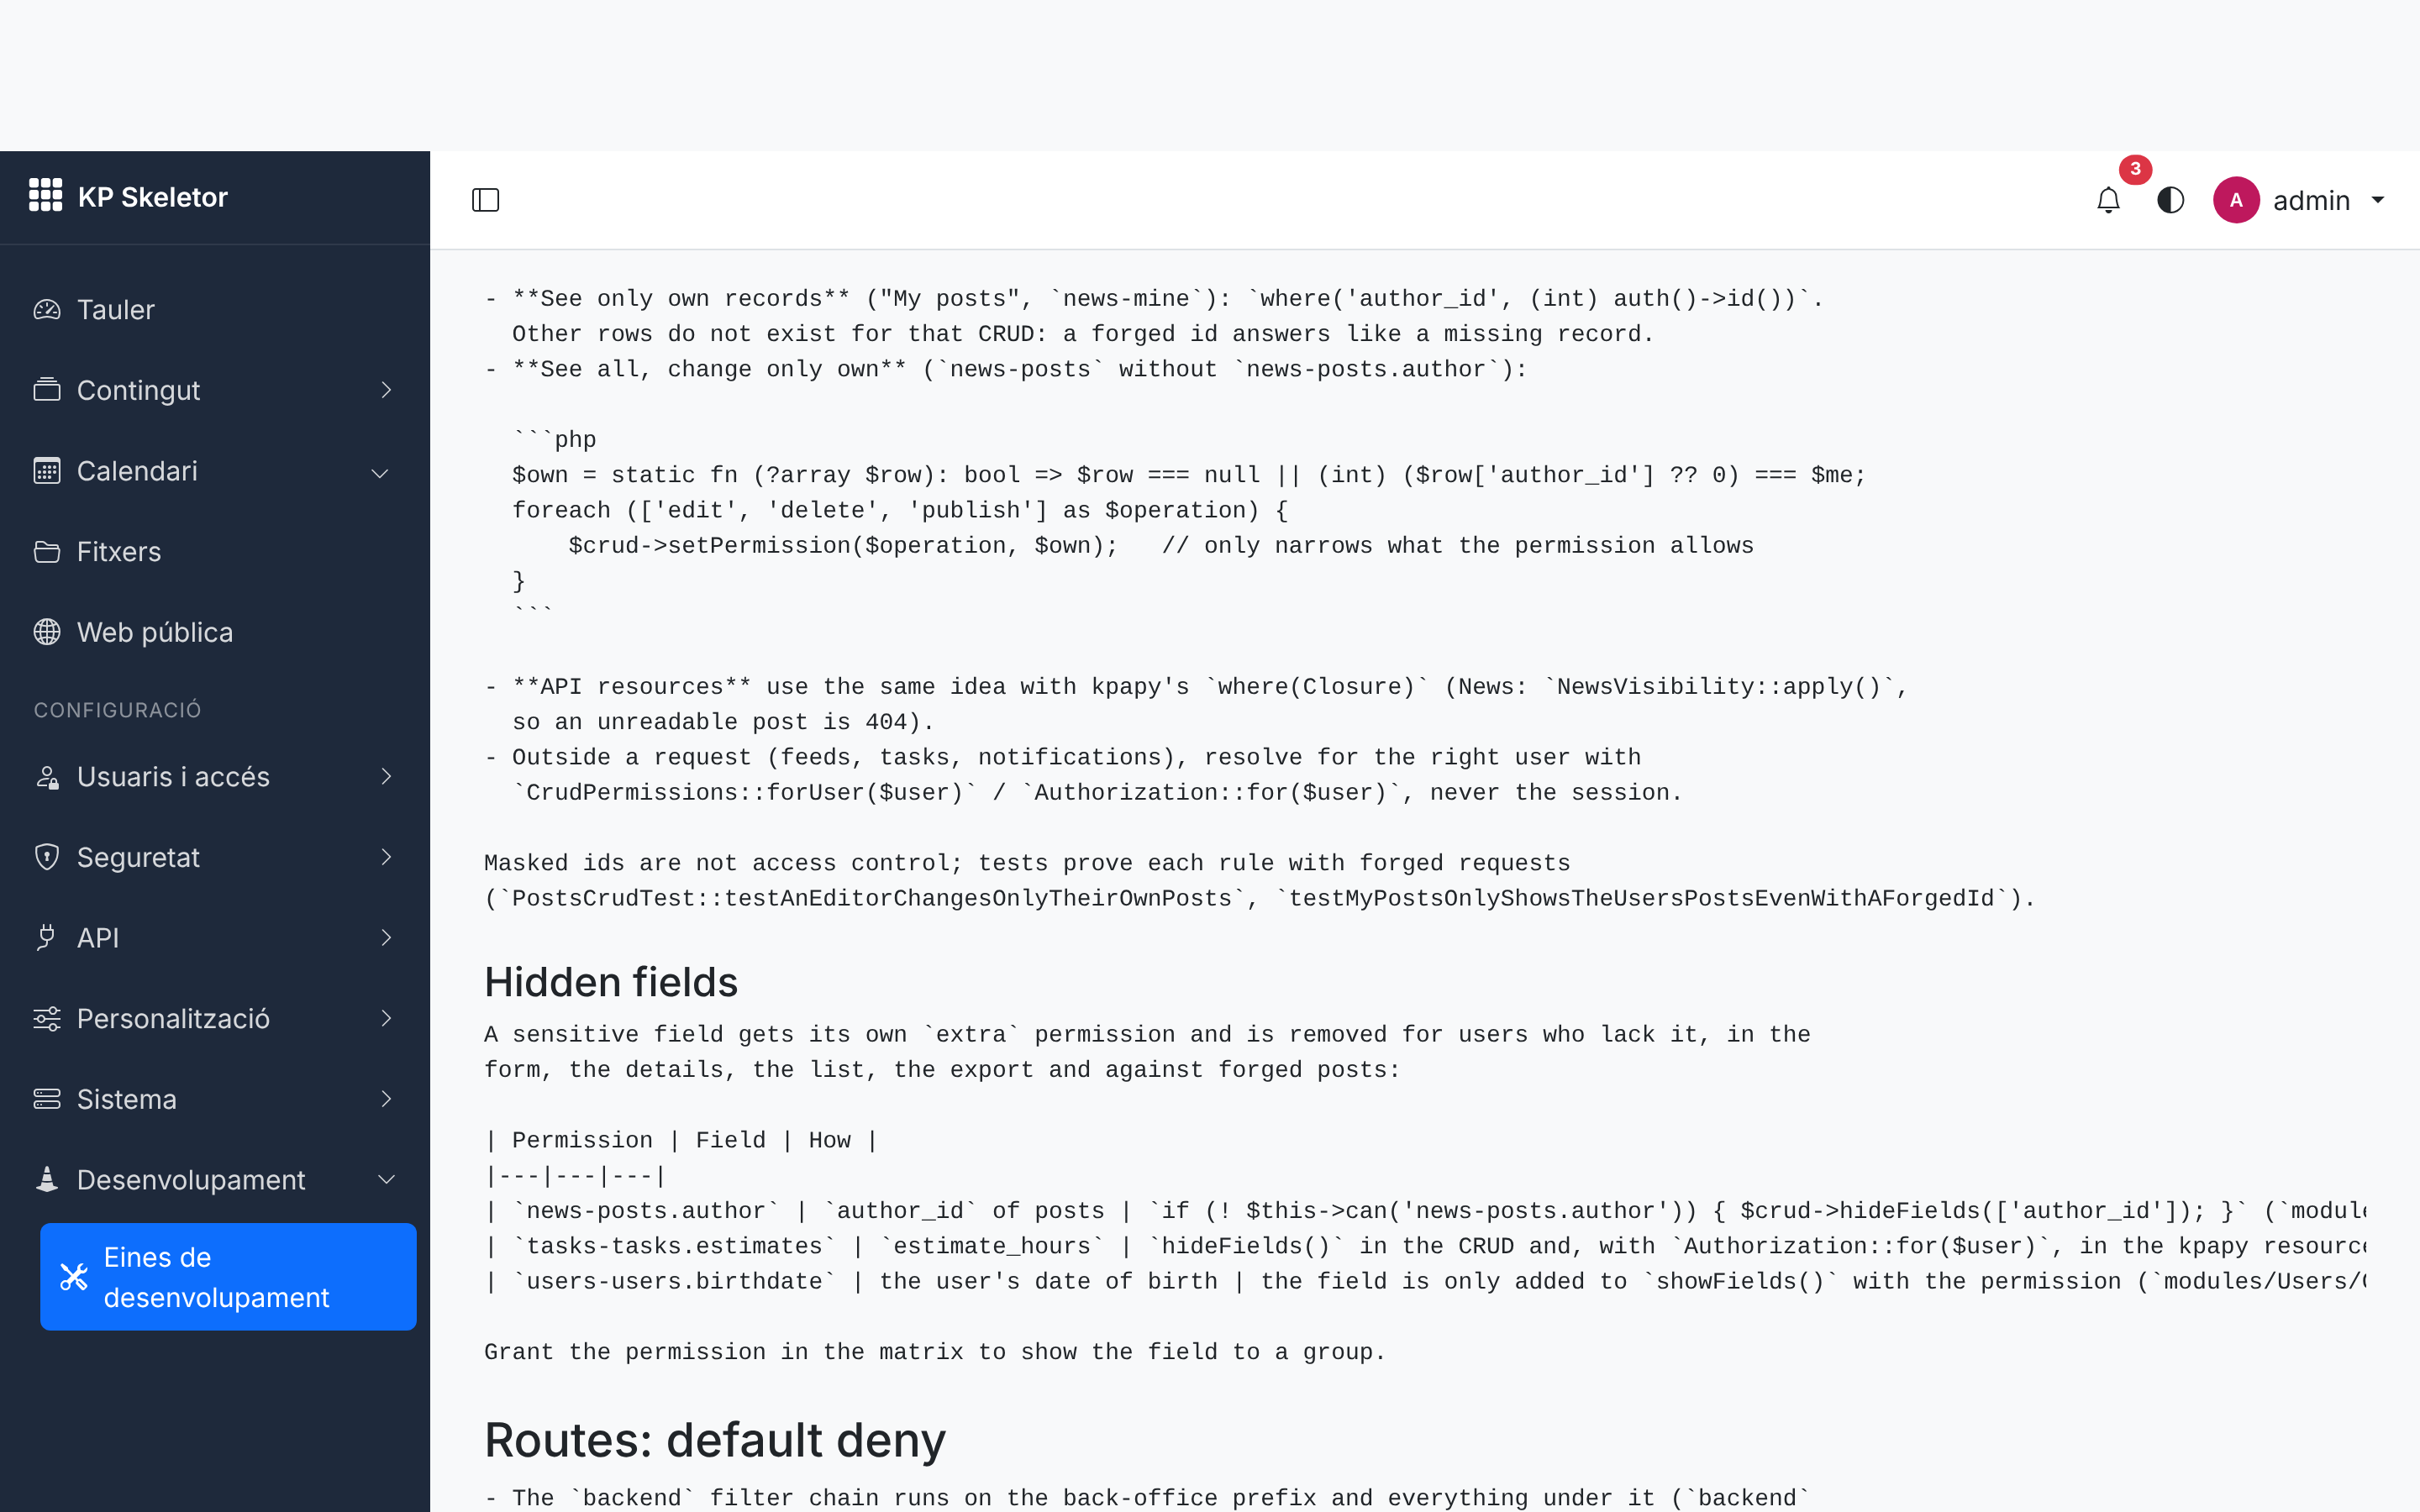 KP Skeletor
3
A
admin
Tauler
Contingut
Calendari
Fitxers
Web pública
CONFIGURACIÓ
Usuaris i accés
Seguretat
API
Personalització
Sistema
Desenvolupament
Eines de
desenvolupament
- **See only own records** ("My posts", `news-mine`): `where('author_id', (int) auth()->id())`.
Other rows do not exist for that CRUD: a forged id answers like a missing record.
- **See all, change only own** (`news-posts` without `news-posts.author`):
```php
$own = static fn (?array $row): bool => $row === null || (int) ($row['author_id'] ?? 0) === $me;
foreach (['edit', 'delete', 'publish'] as $operation) {
$crud->setPermission($operation, $own);   // only narrows what the permission allows
}
```
- **API resources** use the same idea with kpapy's `where(Closure)` (News: `NewsVisibility::apply()`,
so an unreadable post is 404).
- Outside a request (feeds, tasks, notifications), resolve for the right user with
`CrudPermissions::forUser($user)` / `Authorization::for($user)`, never the session.
Masked ids are not access control; tests prove each rule with forged requests
(`PostsCrudTest::testAnEditorChangesOnlyTheirOwnPosts`, `testMyPostsOnlyShowsTheUsersPostsEvenWithAForgedId`).
Hidden fields
A sensitive field gets its own `extra` permission and is removed for users who lack it, in the
form, the details, the list, the export and against forged posts:
| Permission | Field | How |
|---|---|---|
| `news-posts.author` | `author_id` of posts | `if (! $this->can('news-posts.author')) { $crud->hideFields(['author_id']); }` (`module
| `tasks-tasks.estimates` | `estimate_hours` | `hideFields()` in the CRUD and, with `Authorization::for($user)`, in the kpapy resource
| `users-users.birthdate` | the user's date of birth | the field is only added to `showFields()` with the permission (`modules/Users/
Grant the permission in the matrix to show the field to a group.
Routes: default deny
- The `backend` filter chain runs on the back-office prefix and everything under it (`backend`